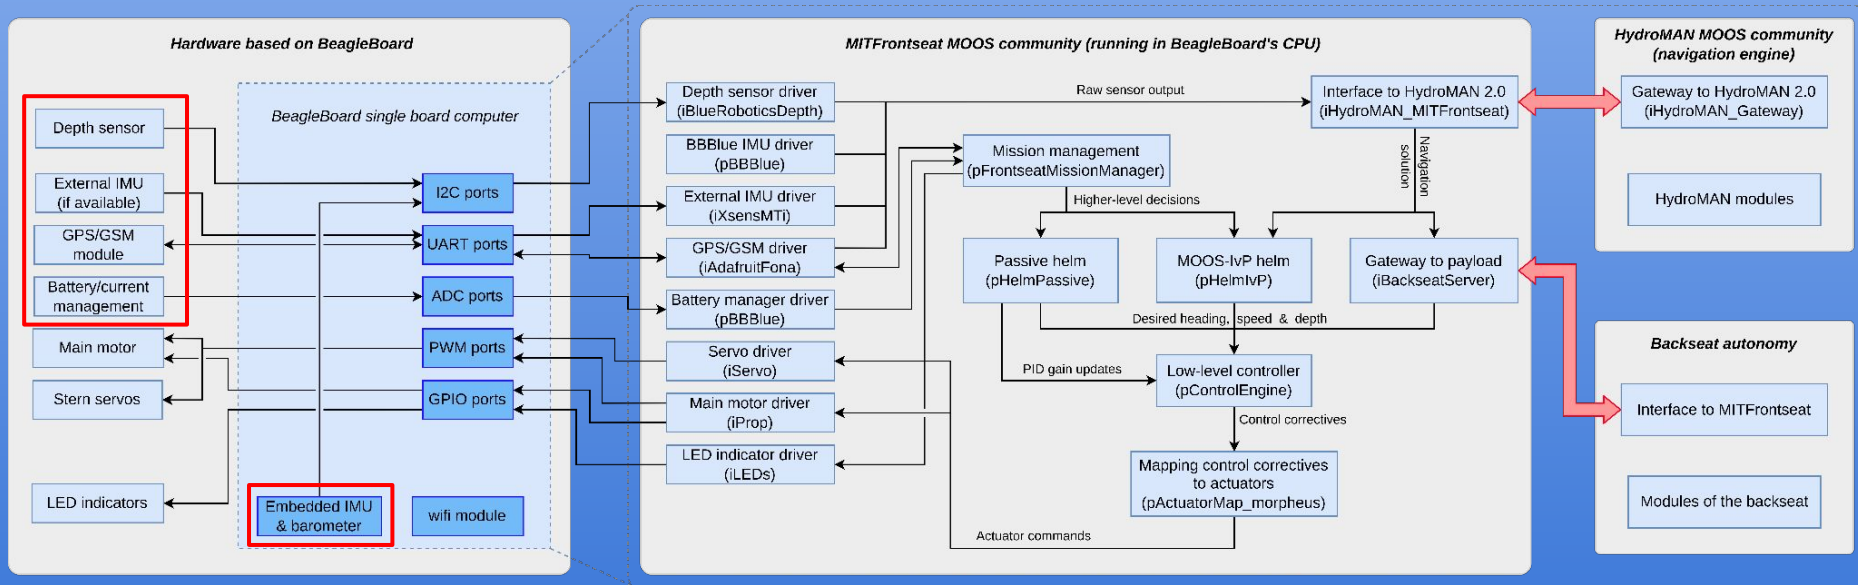 Hardware based on BeagleBoard
BeagleBoard single board computer
Depth sensor
External IMU
(if available)
GPS/GSM
module
Battery/current
management
Main motor
Stern servos
LED indicators
I2C ports
UART ports
ADC ports
PWM ports
GPIO ports
Embedded IMU
& barometer
wifi module
MITFrontseat MOOS community (running in BeagleBoard's CPU)
Depth sensor driver
(iBlueRoboticsDepth)
BBBlue IMU driver
(pBBBlue)
External IMU driver
(iXsensMTi)
GPS/GSM driver
(iAdafruitFona)
Battery manager driver
(pBBBlue)
Servo driver
(iServo)
Main motor driver
(iProp)
LED indicator driver
(iLEDs)
Raw sensor output
Mission management
(pFrontseatMissionManager)
Higher-level decisions
Interface to HydroMAN 2.0
(iHydroMAN_MITFrontseat)
Navigation
solution
Passive helm
(pHelmPassive)
MOOS-IvP helm
(pHelmIvP)
Gateway to payload
(iBackseatServer)
Desired heading, speed & depth
PID gain updates
Low-level controller
(pControlEngine)
Control correctives
Mapping control correctives
to actuators
(pActuatorMap_morpheus)
Actuator commands
HydroMAN MOOS community
(navigation engine)
Gateway to HydroMAN 2.0
(iHydroMAN_Gateway)
HydroMAN modules
Backseat autonomy
Interface to MITFrontseat
Modules of the backseat